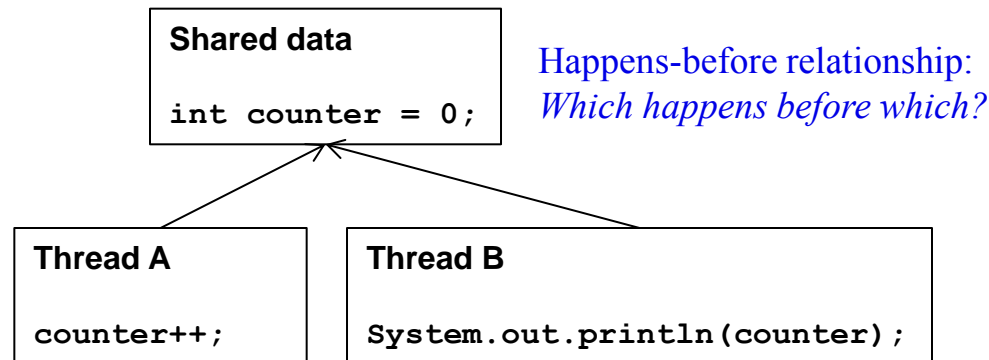 Shared data
int counter = 0;
Happens-before relationship:
Which happens before which?
Thread A
counter++;
Thread B
System.out.println(counter);